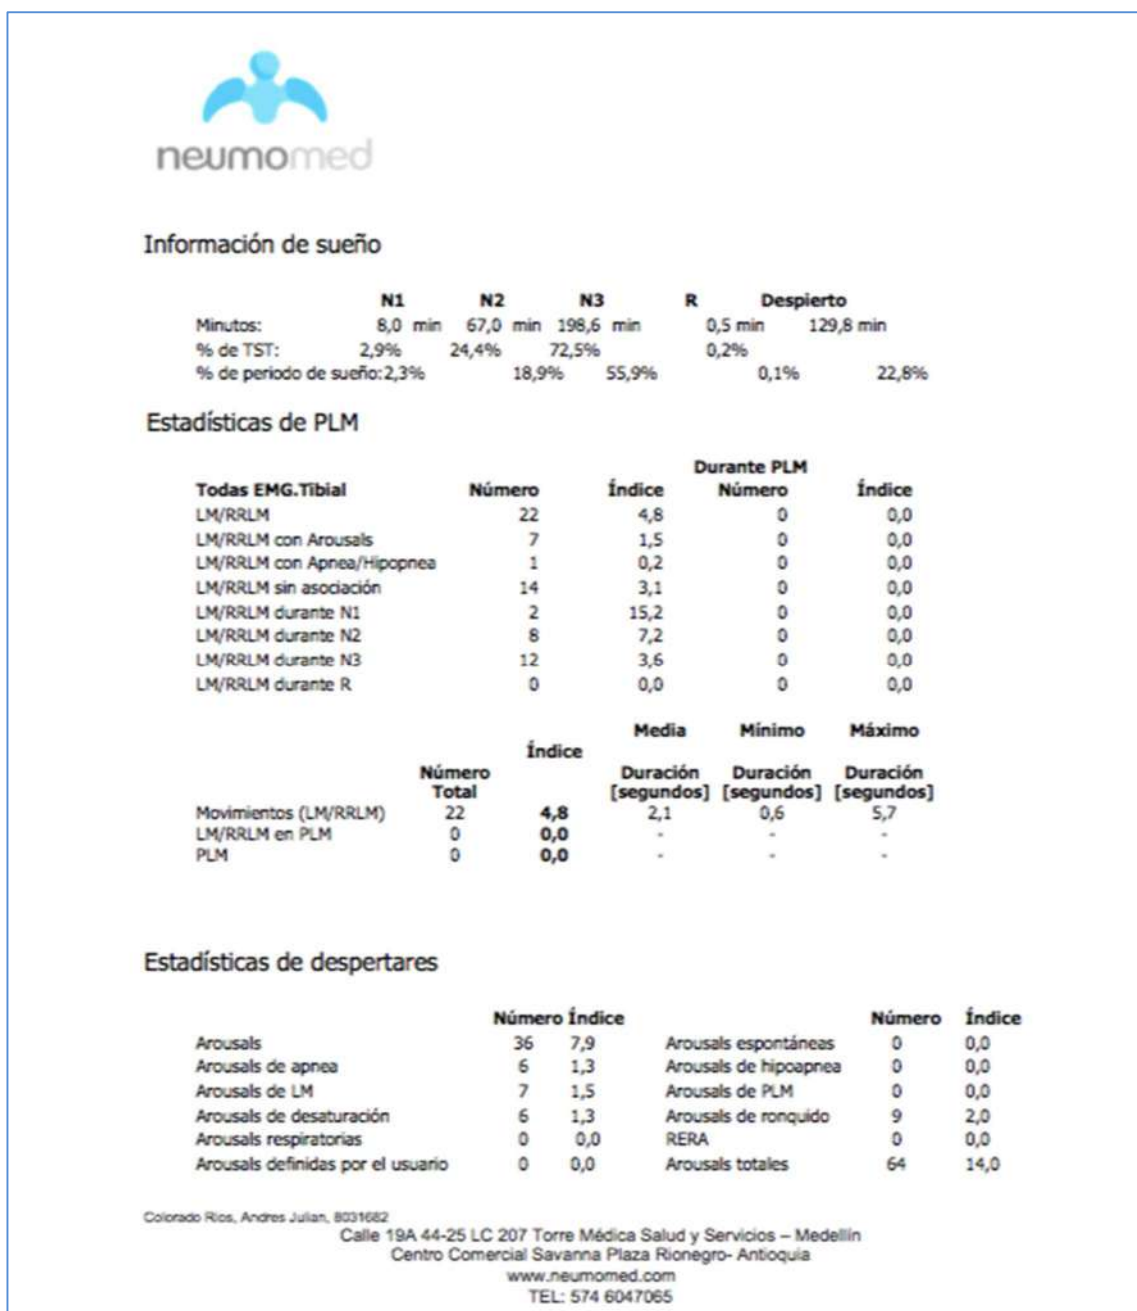 neumomed
Información de sueño
N1 N2 N3 R Despierto
Minutos: 8,0 min 67,0 min 198,6 min 0,5 min 129,8 min
% de TST: 2,9% 24,4% 72,5% 0,2%
% de periodo de sueño:2,3% 18,9% 55,9% 0,1% 22,8%
Estadísticas de PLM
Durante PLM
Todas EMG.Tibial Número Índice Número Índice
LM/RRLM 22 4,8 0 0,0
LM/RRLM con Arousals 7 1,5 0 0,0
LM/RRLM con Apnea/Hipopnea 1 0,2 0 0,0
LM/RRLM sin asociación 14 3,1 0 0,0
LM/RRLM durante N1 2 15,2 0 0,0
LM/RRLM durante N2 8 7,2 0 0,0
LM/RRLM durante N3 12 3,6 0 0,0
LM/RRLM durante R 0 0,0 0 0,0
Media Mínimo Máximo
Índice
Número Duración Duración Duración
Total [segundos] [segundos] [segundos]
Movimientos (LM/RRLM) 22 4,8 2,1 0,6 5,7
LM/RRLM en PLM 0 0,0 - - -
PLM 0 0,0 - - -
Estadísticas de despertares
Número Índice Número Índice
Arousals 36 7,9 Arousals espontáneas 0 0,0
Arousals de apnea 6 1,3 Arousals de hipoapnea 0 0,0
Arousals de LM 7 1,5 Arousals de PLM 0 0,0
Arousals de desaturación 6 1,3 Arousals de ronquido 9 2,0
Arousals respiratorias 0 0,0 RERA 0 0,0
Arousals definidas por el usuario 0 0,0 Arousals totales 64 14,0
Colorado Rios, Andres Julian, 8031682
Calle 19A 44-25 LC 207 Torre Médica Salud y Servicios – Medellín
Centro Comercial Savanna Plaza Rionegro- Antioquia
www.neumomed.com
TEL: 574 6047065